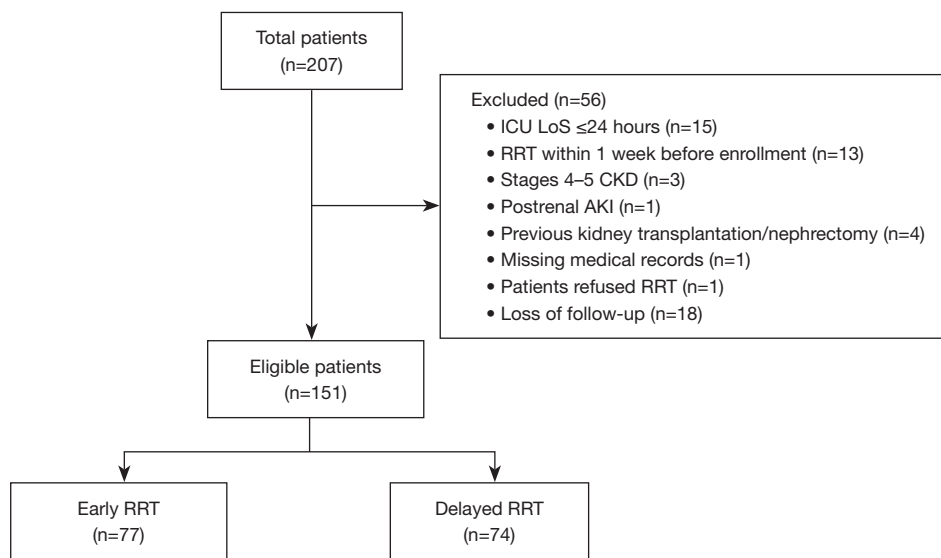 Total patients
(n=207)
Excluded (n=56)
• ICU LoS ≤24 hours (n=15)
• RRT within 1 week before enrollment (n=13)
• Stages 4–5 CKD (n=3)
• Postrenal AKI (n=1)
• Previous kidney transplantation/nephrectomy (n=4)
• Missing medical records (n=1)
• Patients refused RRT (n=1)
• Loss of follow-up (n=18)
Eligible patients
(n=151)
Early RRT
(n=77)
Delayed RRT
(n=74)